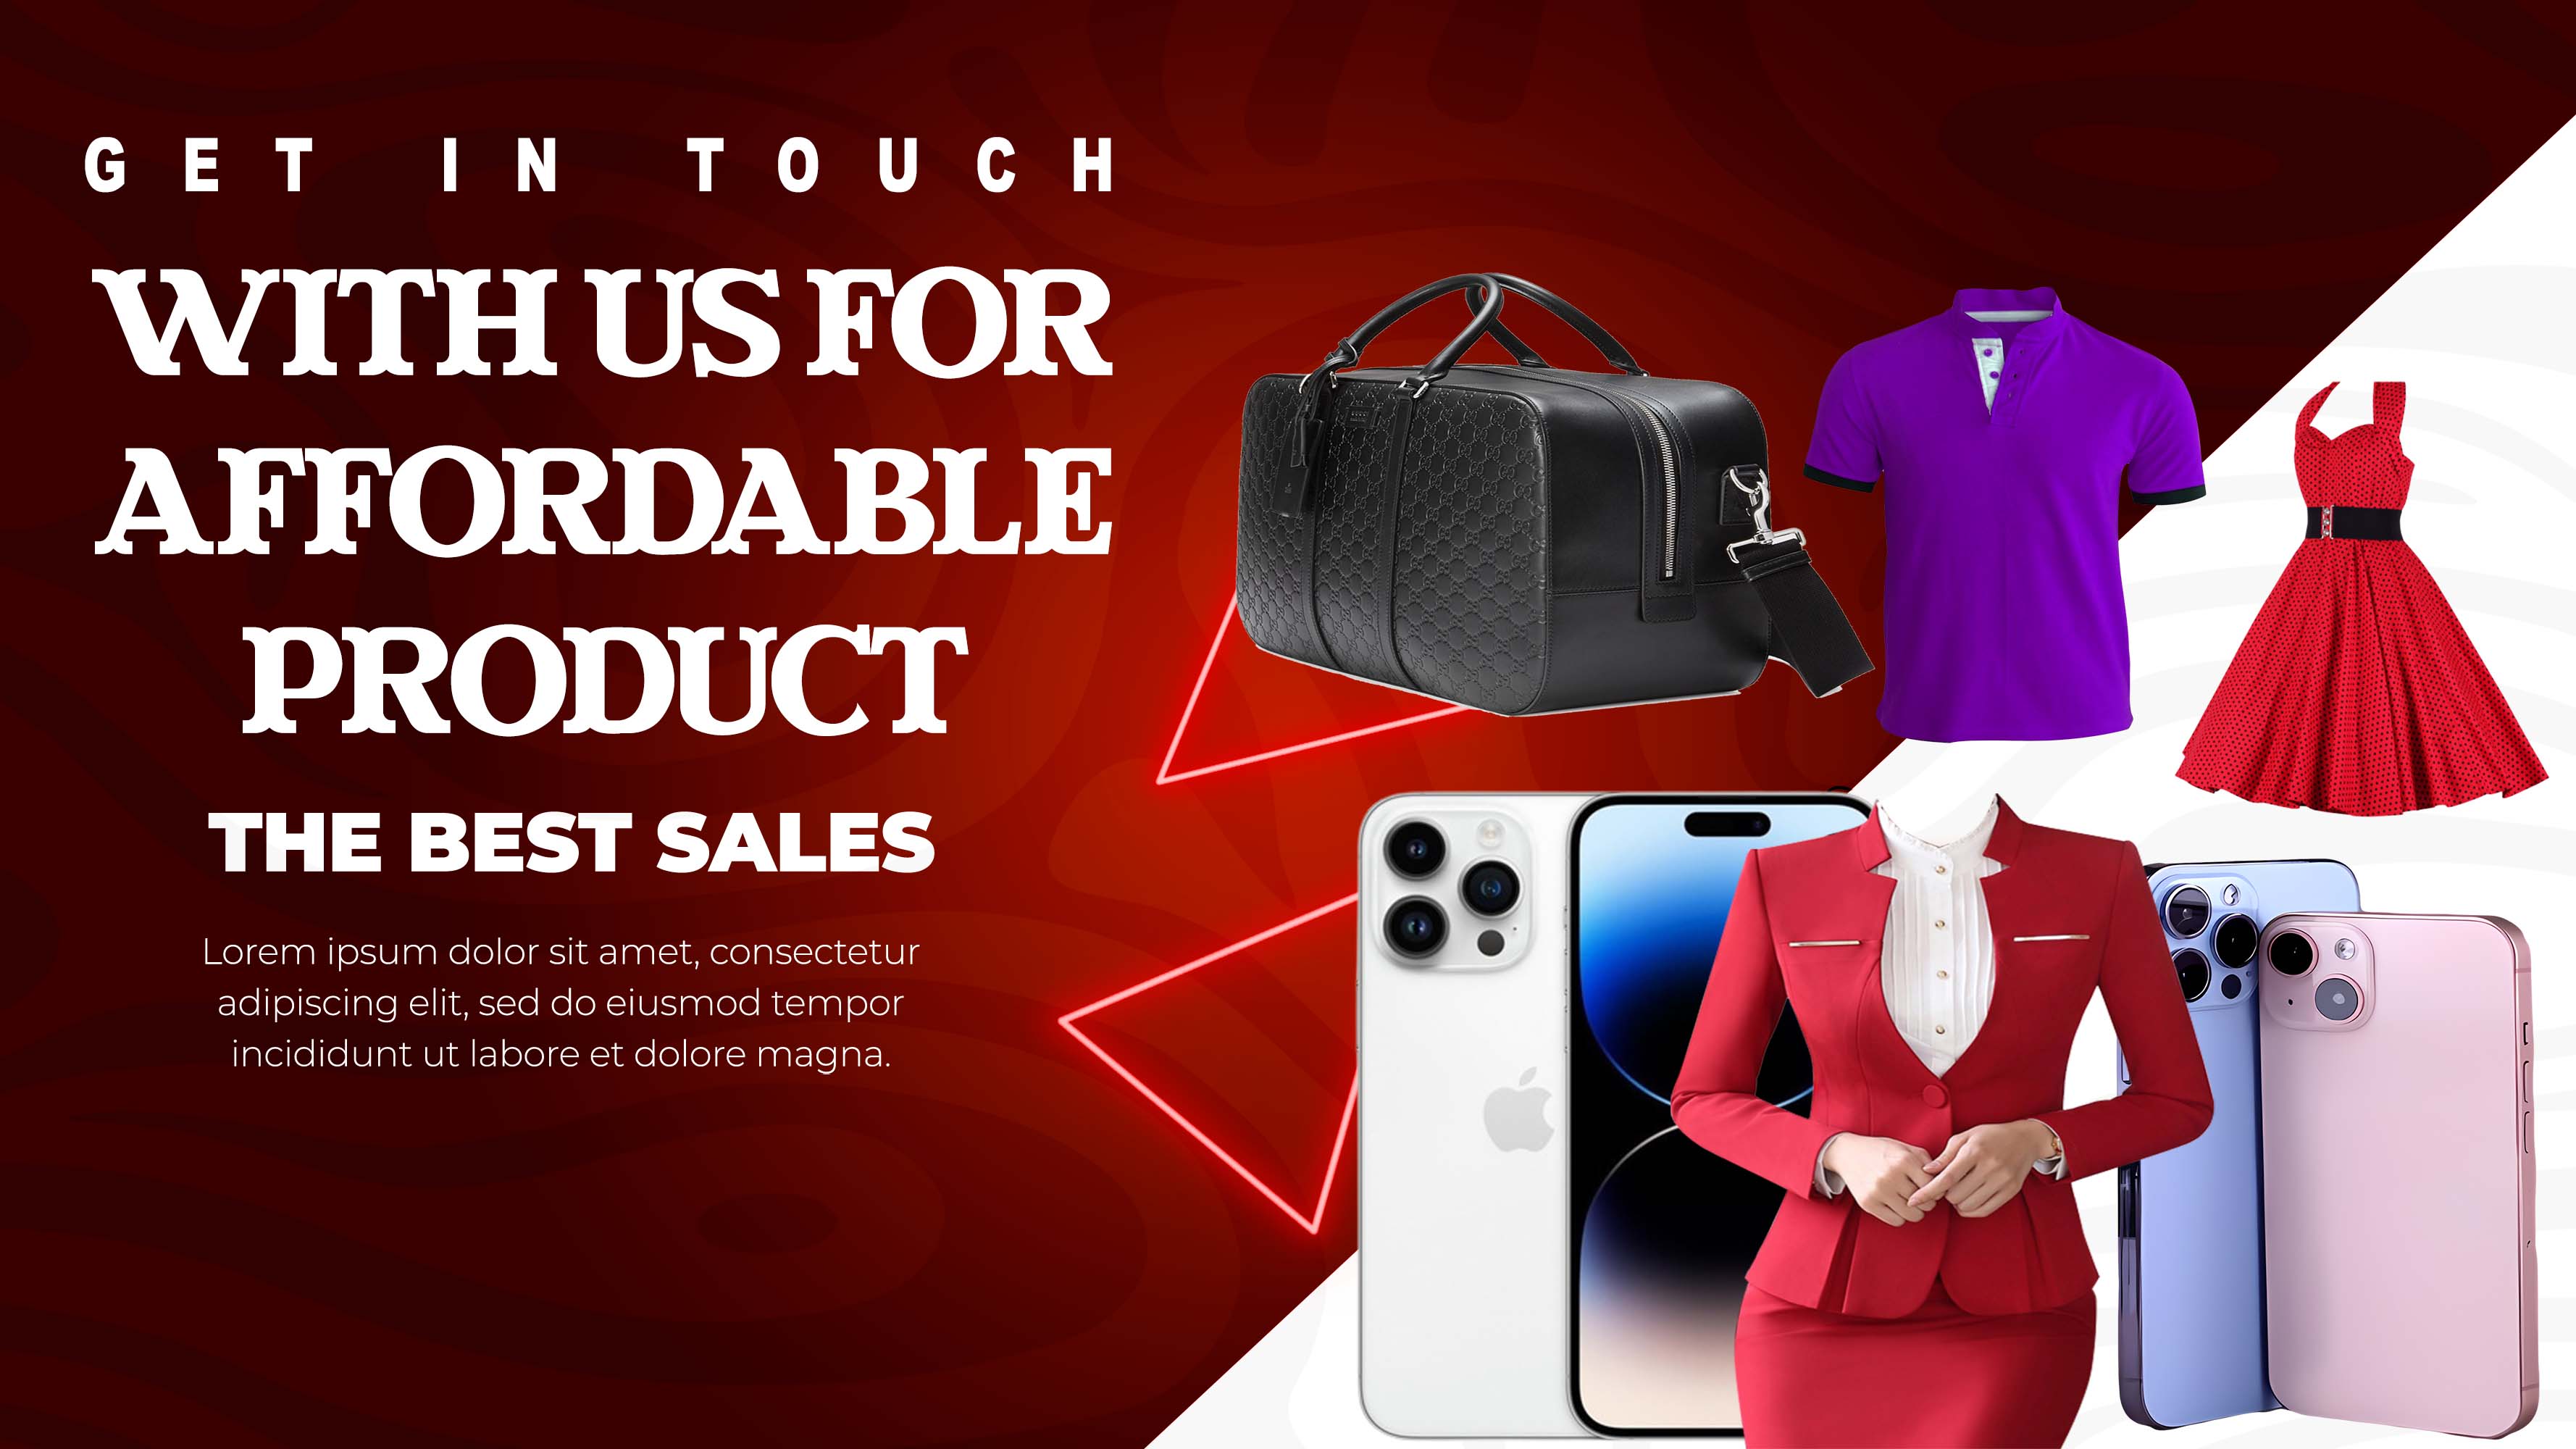 GET IN TOUCH
WITH US FOR
AFFORDABLE
PRODUCT
THE BEST SALES
Lorem ipsum dolor sit amet, consectetur
adipiscing elit, sed do eiusmod tempor
incididunt ut labore et dolore magna.